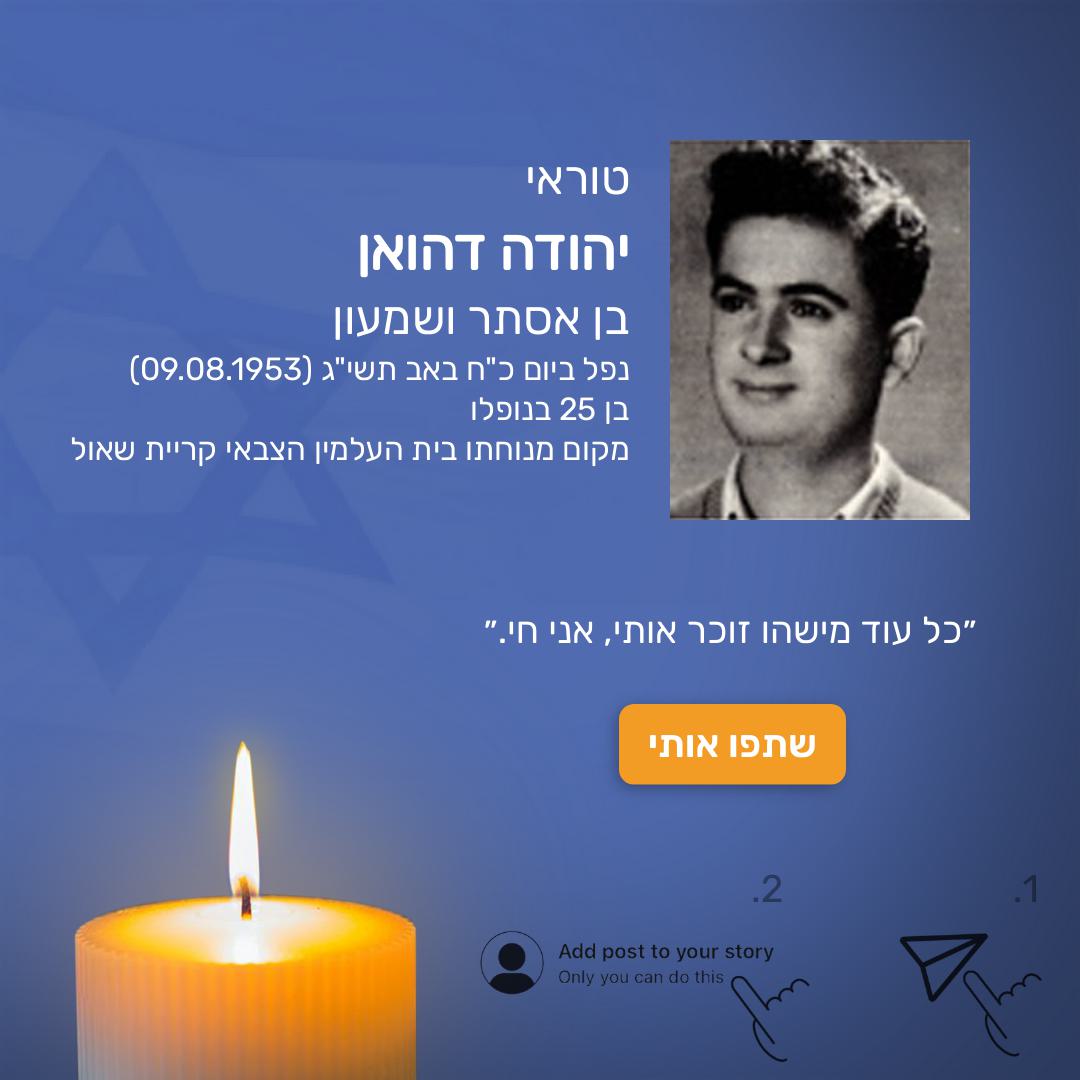 טוראי
יהודה דהואן
בן אסתר ושמעון
נפל ביום כ"ח באב תשי"ג (09.08.1953)
בן 25 בנופלו
מקום מנוחתו בית העלמין הצבאי קריית שאול
״כל עוד מישהו זוכר אותי, אני חי.״
שתפו אותי
1.
2.
Add post to your story
Only you can do this